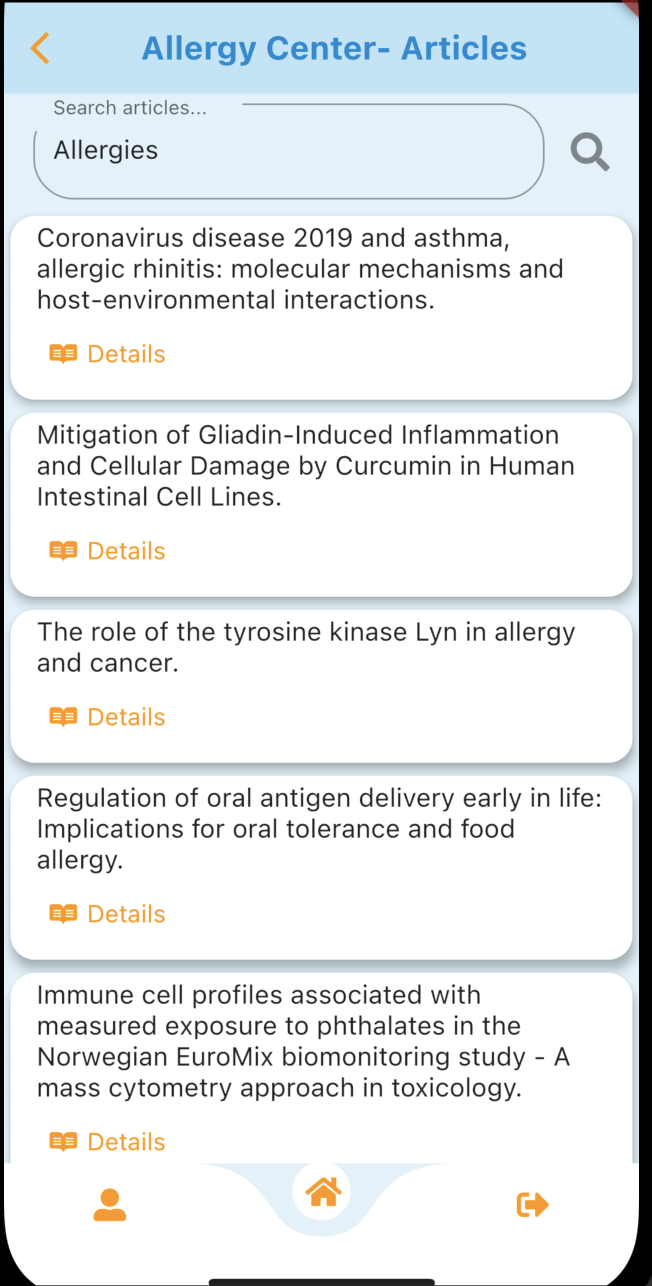 Allergy Center- Articles
Search articles...
Allergies
Coronavirus disease 2019 and asthma,
allergic rhinitis: molecular mechanisms and
host-environmental interactions.
Details
Mitigation of Gliadin-Induced Inflammation
and Cellular Damage by Curcumin in Human
Intestinal Cell Lines.
Details
The role of the tyrosine kinase Lyn in allergy
and cancer.
Details
Regulation of oral antigen delivery early in life:
Implications for oral tolerance and food
allergy.
Details
Immune cell profiles associated with
measured exposure to phthalates in the
Norwegian EuroMix biomonitoring study - A
mass cytometry approach in toxicology.
Details